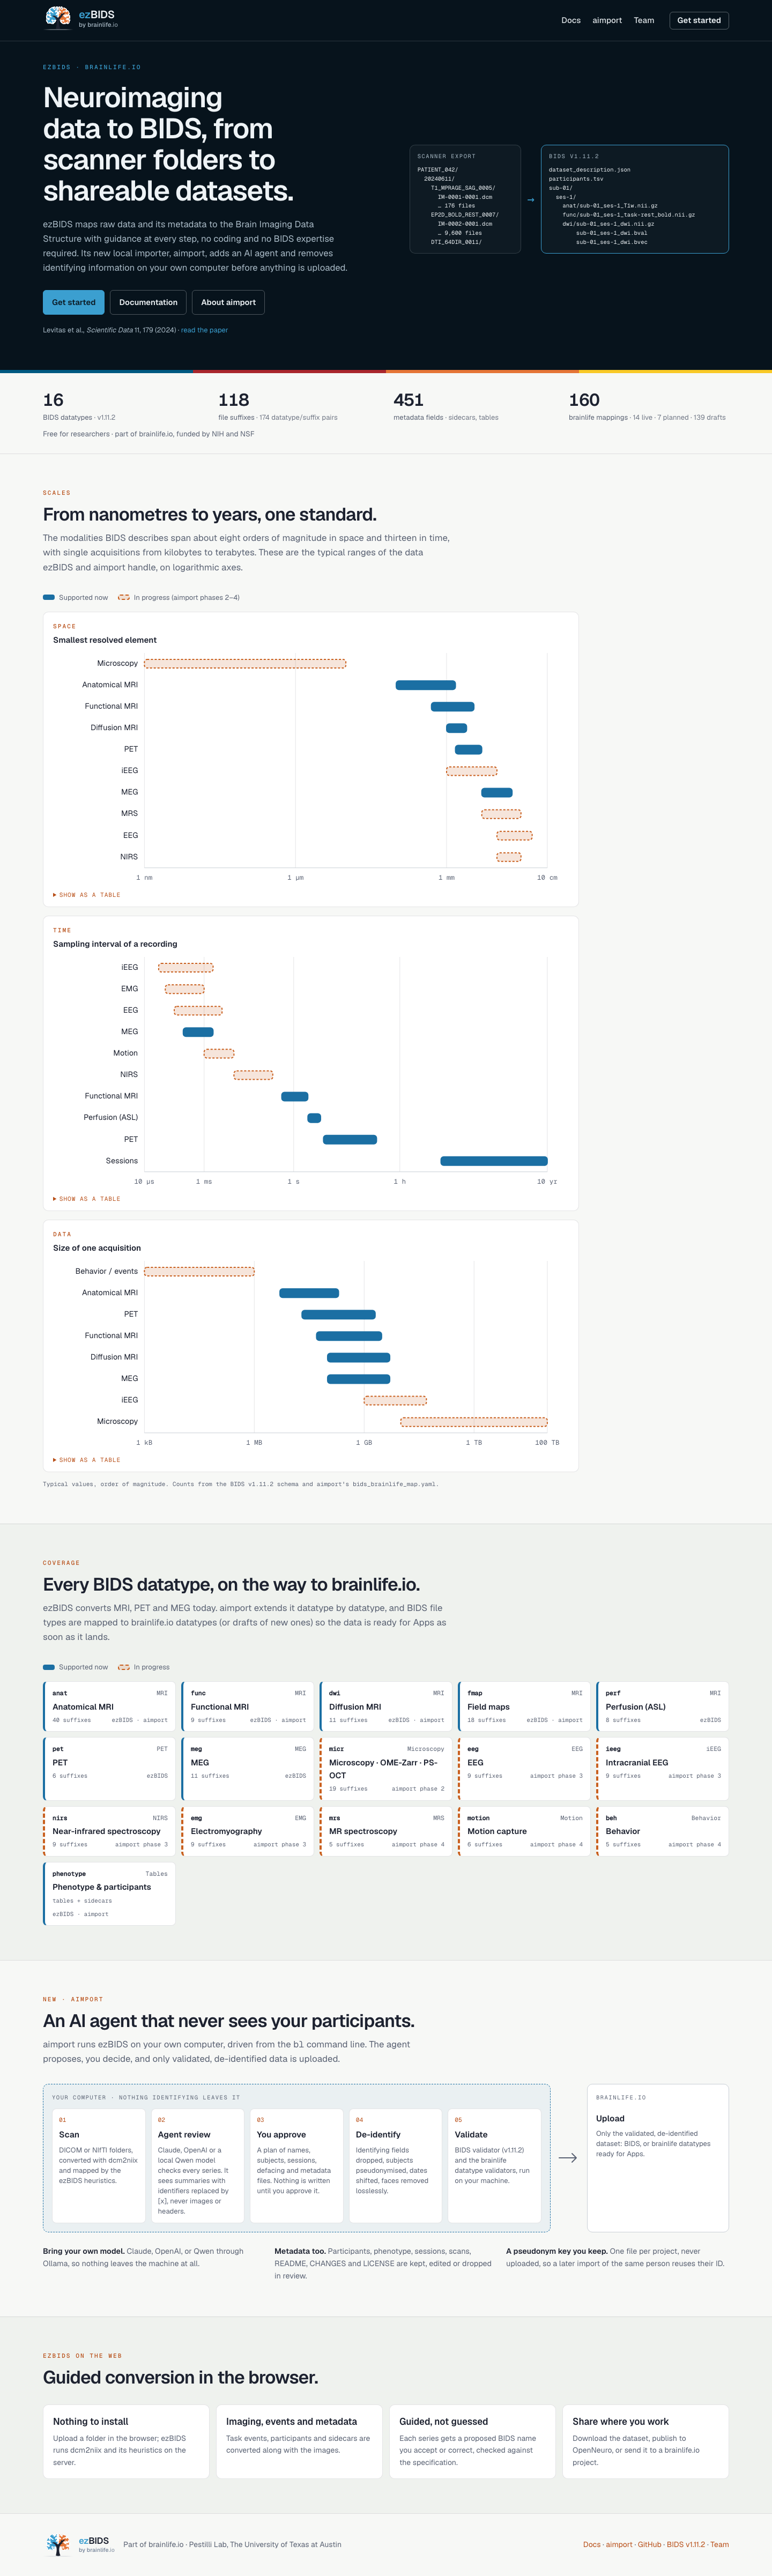 ezBIDS
by brainlife.io
Docs aimport Team Get started
EZBIDS · BRAINLIFE.IO
Neuroimaging
data to BIDS, from
scanner folders to
shareable datasets.
ezBIDS maps raw data and its metadata to the Brain Imaging Data
Structure with guidance at every step, no coding and no BIDS expertise
required. Its new local importer, aimport, adds an AI agent and removes
identifying information on your own computer before anything is uploaded.
Get started Documentation About aimport
Levitas et al., Scientific Data 11, 179 (2024) · read the paper
SCANNER EXPORT
PATIENT_042/
20240611/
T1_MPRAGE_SAG_0005/
IM-0001-0001.dcm
… 176 files
EP2D_BOLD_REST_0007/
IM-0002-0001.dcm
… 9,600 files
DTI_64DIR_0011/
→
BIDS V1.11.2
dataset_description.json
participants.tsv
sub-01/
ses-1/
anat/sub-01_ses-1_T1w.nii.gz
func/sub-01_ses-1_task-rest_bold.nii.gz
dwi/sub-01_ses-1_dwi.nii.gz
sub-01_ses-1_dwi.bval
sub-01_ses-1_dwi.bvec
16
BIDS datatypes · v1.11.2
118
file suffixes · 174 datatype/suffix pairs
451
metadata fields · sidecars, tables
160
brainlife mappings · 14 live · 7 planned · 139 drafts
Free for researchers · part of brainlife.io, funded by NIH and NSF
SCALES
From nanometres to years, one standard.
The modalities BIDS describes span about eight orders of magnitude in space and thirteen in time,
with single acquisitions from kilobytes to terabytes. These are the typical ranges of the data
ezBIDS and aimport handle, on logarithmic axes.
Supported now In progress (aimport phases 2–4)
SPACE
Smallest resolved element
Microscopy
Anatomical MRI
Functional MRI
Diffusion MRI
PET
iEEG
MEG
MRS
EEG
NIRS
1 nm 1 µm 1 mm 10 cm
▶ SHOW AS A TABLE
TIME
Sampling interval of a recording
iEEG
EMG
EEG
MEG
Motion
NIRS
Functional MRI
Perfusion (ASL)
PET
Sessions
10 µs 1 ms 1 s 1 h 10 yr
▶ SHOW AS A TABLE
DATA
Size of one acquisition
Behavior / events
Anatomical MRI
PET
Functional MRI
Diffusion MRI
MEG
iEEG
Microscopy
1 kB 1 MB 1 GB 1 TB 100 TB
▶ SHOW AS A TABLE
Typical values, order of magnitude. Counts from the BIDS v1.11.2 schema and aimport's bids_brainlife_map.yaml.
COVERAGE
Every BIDS datatype, on the way to brainlife.io.
ezBIDS converts MRI, PET and MEG today. aimport extends it datatype by datatype, and BIDS file
types are mapped to brainlife.io datatypes (or drafts of new ones) so the data is ready for Apps as
soon as it lands.
Supported now In progress
anat MRI
Anatomical MRI
40 suffixes ezBIDS · aimport
func MRI
Functional MRI
9 suffixes ezBIDS · aimport
dwi MRI
Diffusion MRI
11 suffixes ezBIDS · aimport
fmap MRI
Field maps
18 suffixes ezBIDS · aimport
perf MRI
Perfusion (ASL)
8 suffixes ezBIDS
pet PET
PET
6 suffixes ezBIDS
meg MEG
MEG
11 suffixes ezBIDS
micr Microscopy
Microscopy · OME-Zarr · PS-
OCT
19 suffixes aimport phase 2
eeg EEG
EEG
9 suffixes aimport phase 3
ieeg iEEG
Intracranial EEG
9 suffixes aimport phase 3
nirs NIRS
Near-infrared spectroscopy
9 suffixes aimport phase 3
emg EMG
Electromyography
9 suffixes aimport phase 3
mrs MRS
MR spectroscopy
5 suffixes aimport phase 4
motion Motion
Motion capture
6 suffixes aimport phase 4
beh Behavior
Behavior
5 suffixes aimport phase 4
phenotype Tables
Phenotype & participants
tables + sidecars
ezBIDS · aimport
NEW · AIMPORT
An AI agent that never sees your participants.
aimport runs ezBIDS on your own computer, driven from the bl command line. The agent
proposes, you decide, and only validated, de-identified data is uploaded.
YOUR COMPUTER · NOTHING IDENTIFYING LEAVES IT
01
Scan
DICOM or NIfTI folders,
converted with dcm2niix
and mapped by the
ezBIDS heuristics.
02
Agent review
Claude, OpenAI or a
local Qwen model
checks every series. It
sees summaries with
identifiers replaced by
[x], never images or
headers.
03
You approve
A plan of names,
subjects, sessions,
defacing and metadata
files. Nothing is written
until you approve it.
04
De-identify
Identifying fields
dropped, subjects
pseudonymised, dates
shifted, faces removed
losslessly.
05
Validate
BIDS validator (v1.11.2)
and the brainlife
datatype validators, run
on your machine.
BRAINLIFE.IO
Upload
Only the validated, de-identified
dataset: BIDS, or brainlife datatypes
ready for Apps.
Bring your own model. Claude, OpenAI, or Qwen through
Ollama, so nothing leaves the machine at all.
Metadata too. Participants, phenotype, sessions, scans,
README, CHANGES and LICENSE are kept, edited or dropped
in review.
A pseudonym key you keep. One file per project, never
uploaded, so a later import of the same person reuses their ID.
EZBIDS ON THE WEB
Guided conversion in the browser.
Nothing to install
Upload a folder in the browser; ezBIDS
runs dcm2niix and its heuristics on the
server.
Imaging, events and metadata
Task events, participants and sidecars are
converted along with the images.
Guided, not guessed
Each series gets a proposed BIDS name
you accept or correct, checked against
the specification.
Share where you work
Download the dataset, publish to
OpenNeuro, or send it to a brainlife.io
project.
ezBIDS
by brainlife.io
Part of brainlife.io · Pestilli Lab, The University of Texas at Austin
Docs · aimport · GitHub · BIDS v1.11.2 · Team